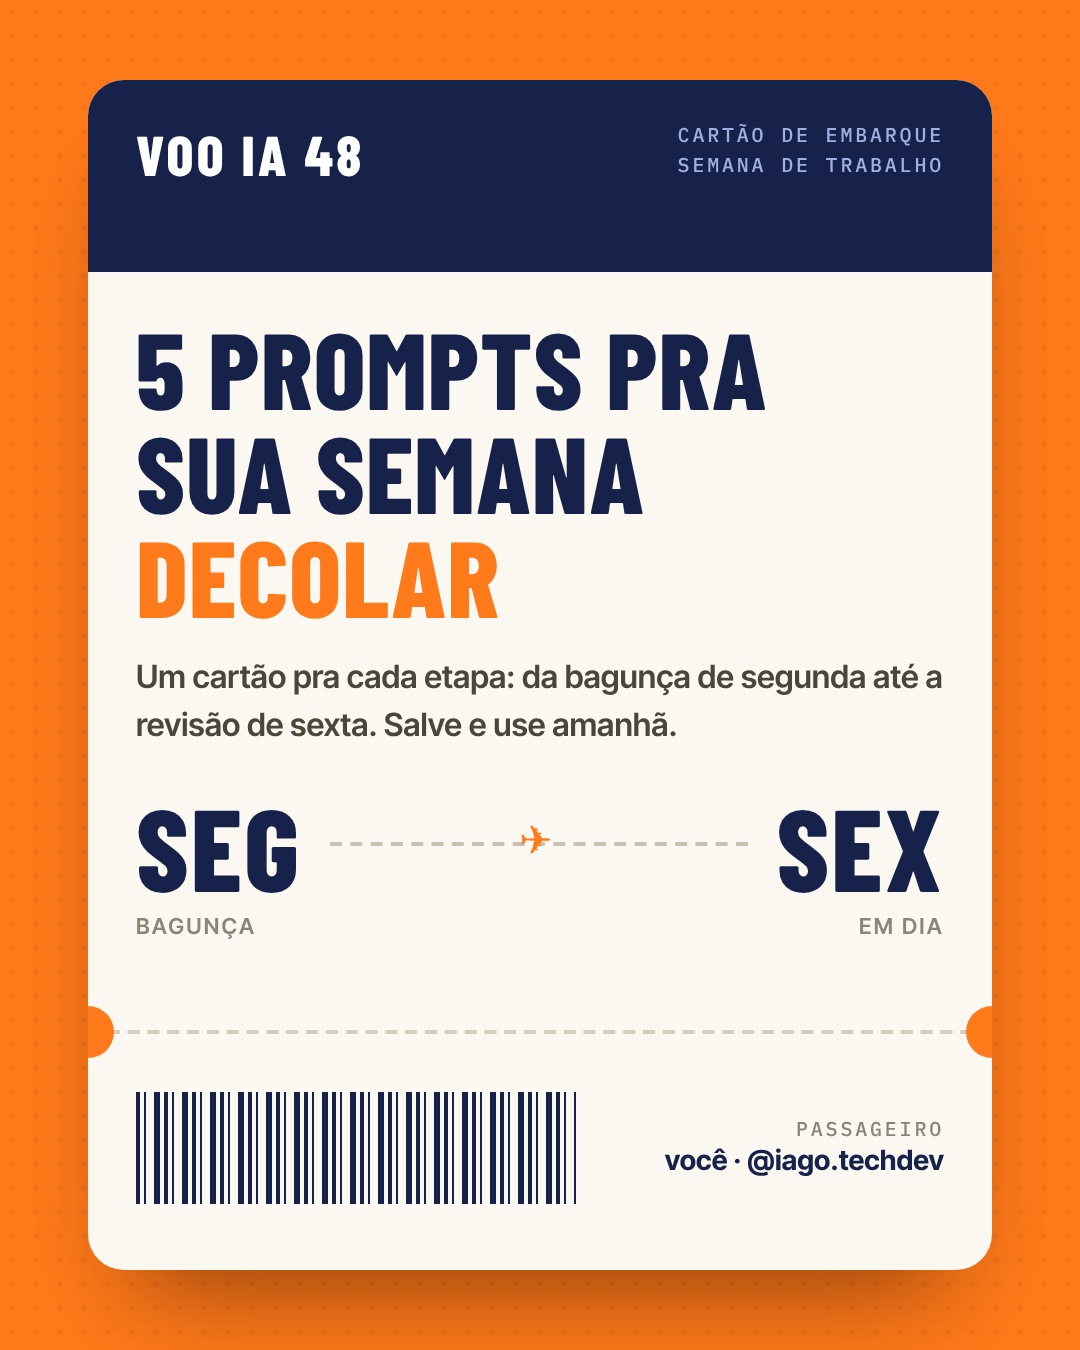 VOO IA 48
CARTÃO DE EMBARQUE
SEMANA DE TRABALHO
5 PROMPTS PRA
SUA SEMANA
DECOLAR
Um cartão pra cada etapa: da bagunça de segunda até a
revisão de sexta. Salve e use amanhã.
SEG
SEX
BAGUNÇA
EM DIA
PASSAGEIRO
você · @iago.techdev